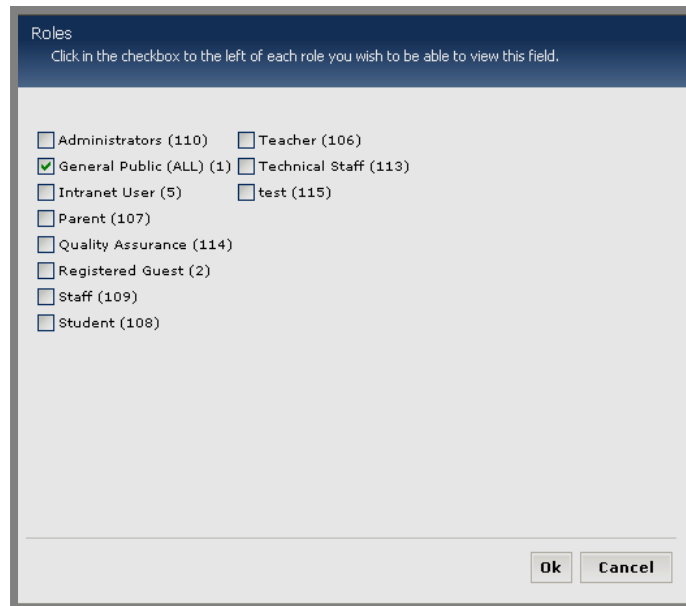 Roles
Click in the checkbox to the left of each role you wish to be able to view this field.
Administrators (110)
General Public (ALL) (1)
Intranet User (5)
Parent (107)
Quality Assurance (114)
Registered Guest (2)
Staff (109)
Student (108)
Teacher (106)
Technical Staff (113)
test (115)
Ok
Cancel